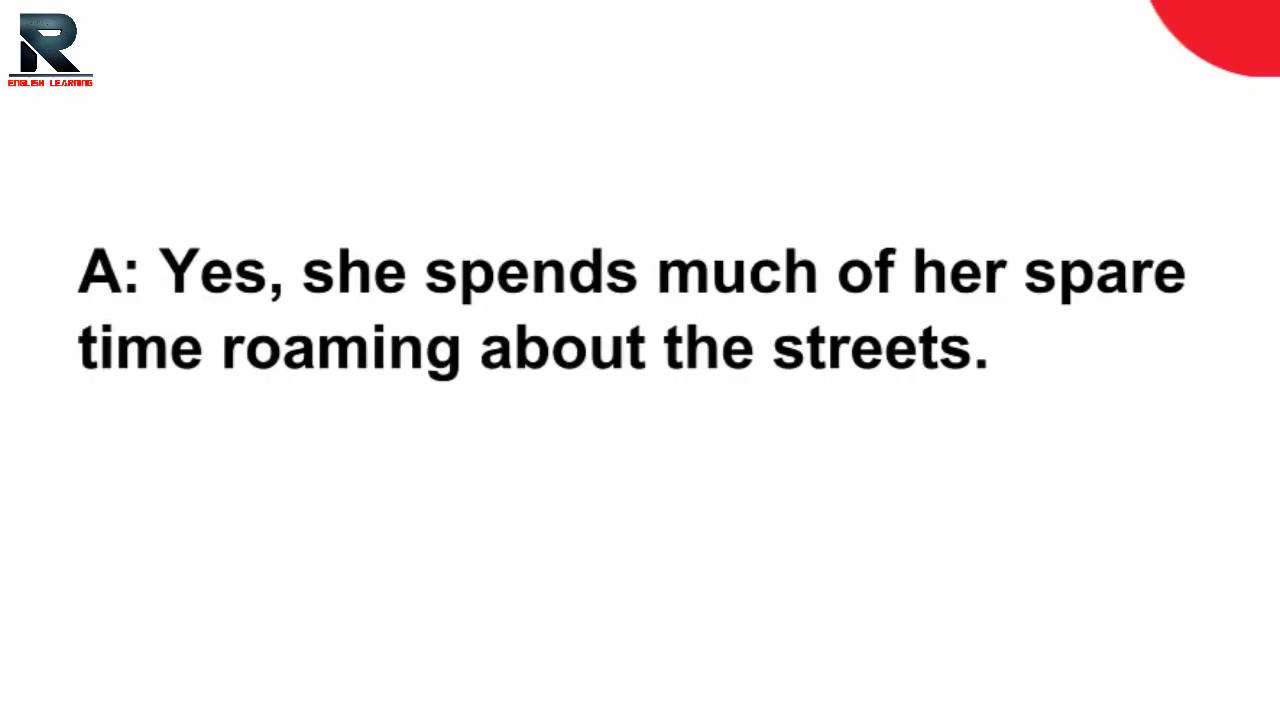 R
ENGLISH LEARNING
A: Yes, she spends much of her spare
time roaming about the streets.